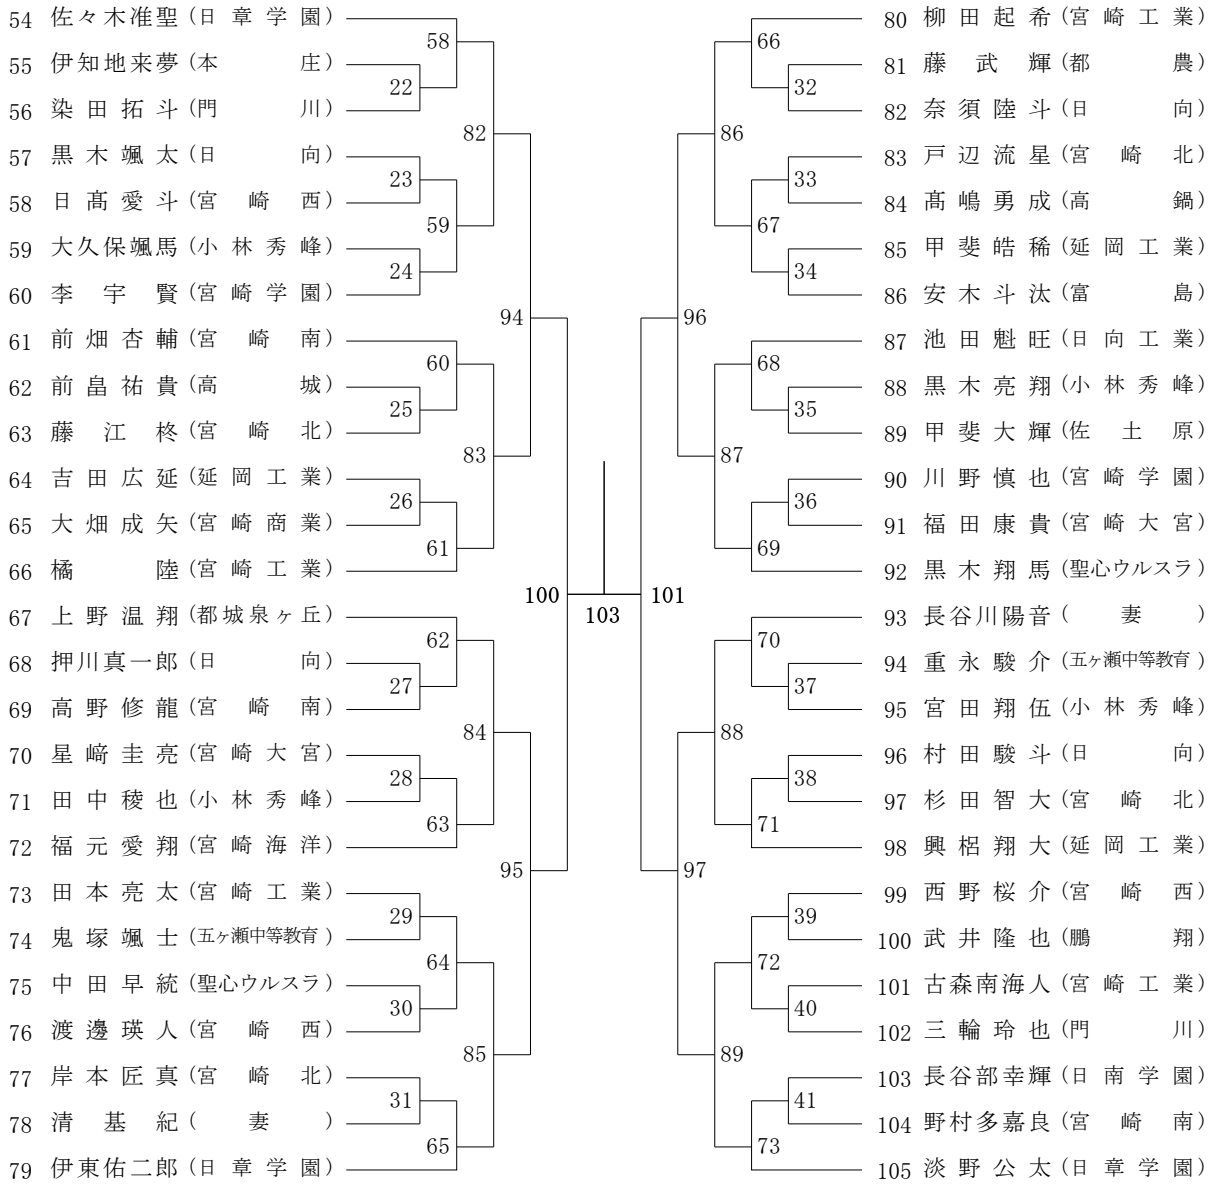 54 佐々木准聖 (日章学園)
55 伊知地来夢 (本庄)
56 染田拓斗 (門川)
57 黒木颯太 (日向)
58 日髙愛斗 (宮崎西)
59 大久保颯馬 (小林秀峰)
60 李宇賢 (宮崎学園)
61 前畑杏輔 (宮崎南)
62 前畠祐貴 (高城)
63 藤江柊 (宮崎北)
64 吉田広延 (延岡工業)
65 大畑成矢 (宮崎商業)
66 橘陸 (宮崎工業)
67 上野温翔 (都城泉ヶ丘)
68 押川真一郎 (日向)
69 高野修龍 (宮崎南)
70 星﨑圭亮 (宮崎大宮)
71 田中稜也 (小林秀峰)
72 福元愛翔 (宮崎海洋)
73 田本亮太 (宮崎工業)
74 鬼塚颯士 (五ヶ瀬中等教育)
75 中田早統 (聖心ウルスラ)
76 渡邊瑛人 (宮崎西)
77 岸本匠真 (宮崎北)
78 清基紀 (妻)
79 伊東佑二郎 (日章学園)
58
22
82
23
59
24
94
60
25
83
26
61
100
62
27
84
28
63
95
29
64
30
85
31
65
103
66
32
86
33
67
34
96
68
35
87
36
69
101
70
37
88
38
71
97
39
72
40
89
41
73
80 柳田起希 (宮崎工業)
81 藤武輝 (都農)
82 奈須陸斗 (日向)
83 戸辺流星 (宮崎北)
84 髙嶋勇成 (高鍋)
85 甲斐皓稀 (延岡工業)
86 安木斗汰 (富島)
87 池田魁旺 (日向工業)
88 黒木亮翔 (小林秀峰)
89 甲斐大輝 (佐土原)
90 川野慎也 (宮崎学園)
91 福田康貴 (宮崎大宮)
92 黒木翔馬 (聖心ウルスラ)
93 長谷川陽音 (妻)
94 重永駿介 (五ヶ瀬中等教育)
95 宮田翔伍 (小林秀峰)
96 村田駿斗 (日向)
97 杉田智大 (宮崎北)
98 興梠翔大 (延岡工業)
99 西野桜介 (宮崎西)
100 武井隆也 (鵬翔)
101 古森南海人 (宮崎工業)
102 三輪玲也 (門川)
103 長谷部幸輝 (日南学園)
104 野村多嘉良 (宮崎南)
105 淡野公太 (日章学園)